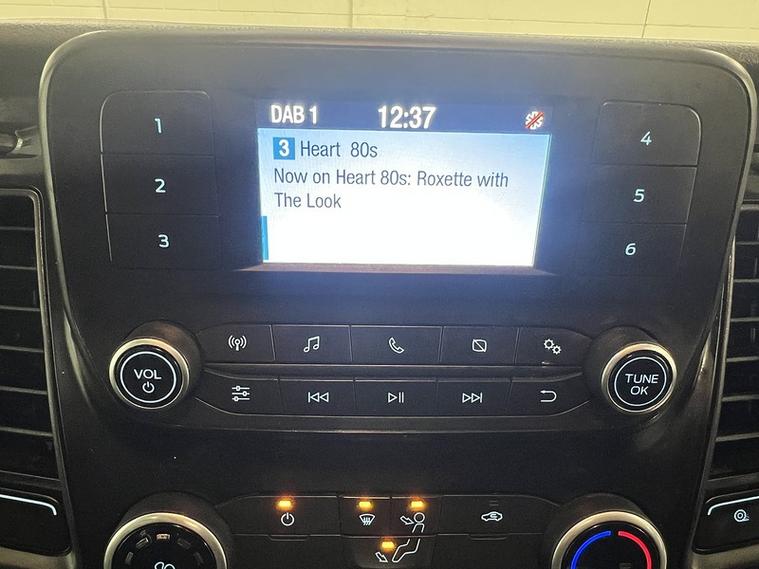 DAB 1 12:37
3 Heart 80s
Now on Heart 80s: Roxette with
The Look
1
2
3
4
5
6
VOL
TUNE
OK